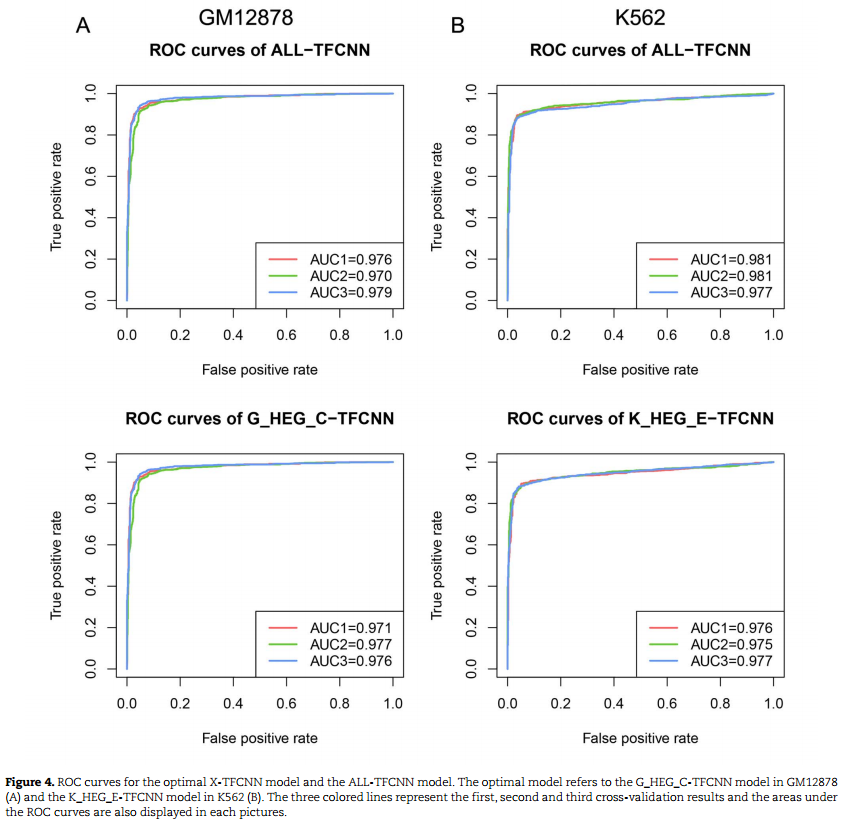 A
GM12878
ROC curves of ALL−TFCNN
True positive rate
0.0 0.2 0.4 0.6 0.8 1.0
AUC1=0.976
AUC2=0.970
AUC3=0.979
0.0 0.2 0.4 0.6 0.8 1.0
False positive rate
B
K562
ROC curves of ALL−TFCNN
True positive rate
0.0 0.2 0.4 0.6 0.8 1.0
AUC1=0.981
AUC2=0.981
AUC3=0.977
0.0 0.2 0.4 0.6 0.8 1.0
False positive rate
ROC curves of G_HEG_C−TFCNN
True positive rate
0.0 0.2 0.4 0.6 0.8 1.0
AUC1=0.971
AUC2=0.977
AUC3=0.976
0.0 0.2 0.4 0.6 0.8 1.0
False positive rate
ROC curves of K_HEG_E−TFCNN
True positive rate
0.0 0.2 0.4 0.6 0.8 1.0
AUC1=0.976
AUC2=0.975
AUC3=0.977
0.0 0.2 0.4 0.6 0.8 1.0
False positive rate
Figure 4. ROC curves for the optimal X-TFCNN model and the ALL-TFCNN model. The optimal model refers to the G_HEG_C-TFCNN model in GM12878
(A) and the K_HEG_E-TFCNN model in K562 (B). The three colored lines represent the first, second and third cross-validation results and the areas under
the ROC curves are also displayed in each pictures.